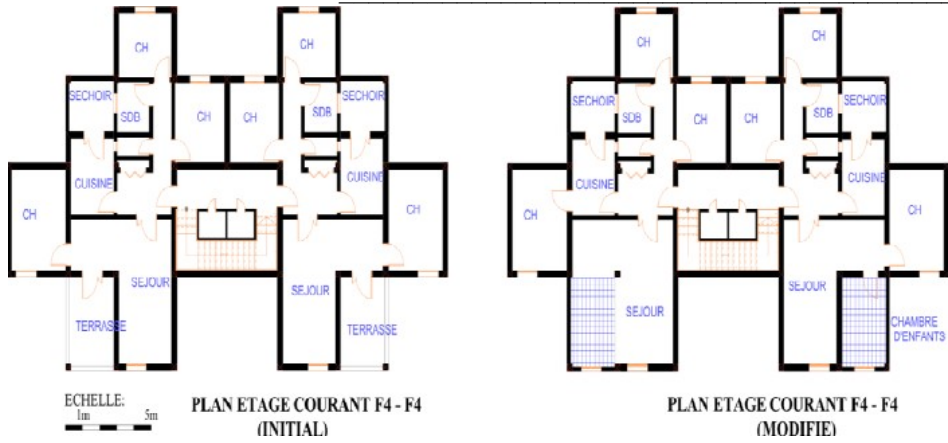 CH
CH
SECHOIR
SDB
CH
CH
SDB
SECHOIR
CUISINE
CUISINE
CH
CH
SEJOUR
SEJOUR
TERRASSE
TERRASSE
ECHELLE:
1m 5m
PLAN ETAGE COURANT F4 - F4
(INITIAL)
CH
CH
SECHOIR
SDB
CH
CH
SDB
SECHOIR
CUISINE
CUISINE
CH
CH
SEJOUR
SEJOUR
CHAMBRE
D'ENFANTS
PLAN ETAGE COURANT F4 - F4
(MODIFIE)